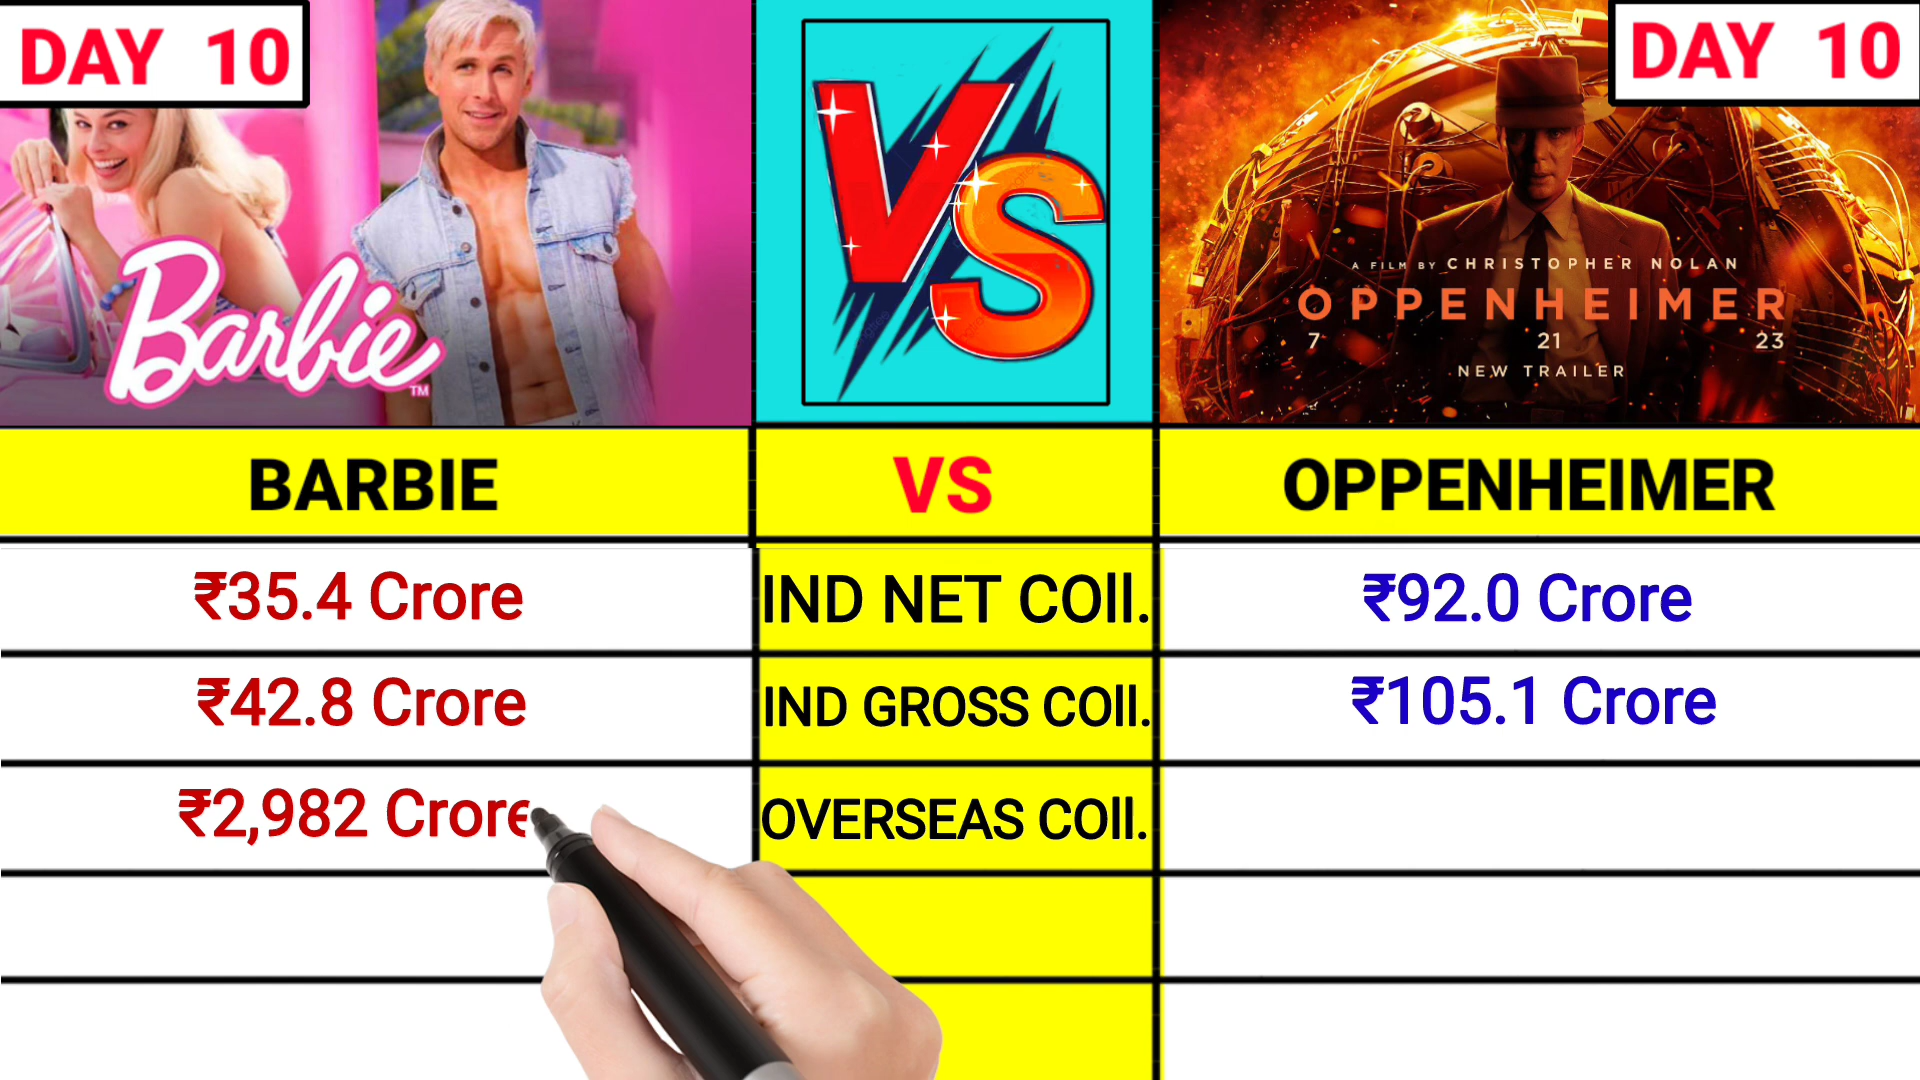 DAY 10
DAY 10
VS
Barbie
TM
A FILM BY CHRISTOPHER NOLAN
OPPENHEIMER
7 21 23
NEW TRAILER
BARBIE
VS
OPPENHEIMER
₹35.4 Crore
IND NET COll.
₹92.0 Crore
₹42.8 Crore
IND GROSS COll.
₹105.1 Crore
₹2,982 Crore
OVERSEAS COll.